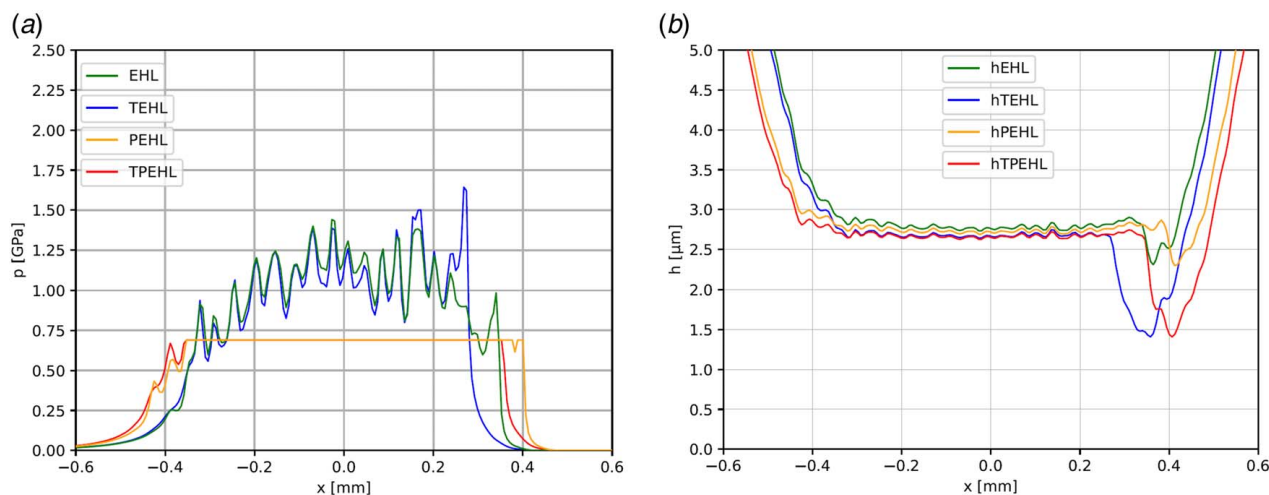 (a)
2.50
2.25
2.00
1.75
1.50
1.25
1.00
0.75
0.50
0.25
0.00
p [GPa]
EHL
TEHL
PEHL
TPEHL
−0.6
−0.4
−0.2
0.0
0.2
0.4
0.6
x [mm]
(b)
5.0
4.5
4.0
3.5
3.0
2.5
2.0
1.5
1.0
0.5
0.0
h [µm]
hEHL
hTEHL
hPEHL
hTPEHL
−0.6
−0.4
−0.2
0.0
0.2
0.4
0.6
x [mm]